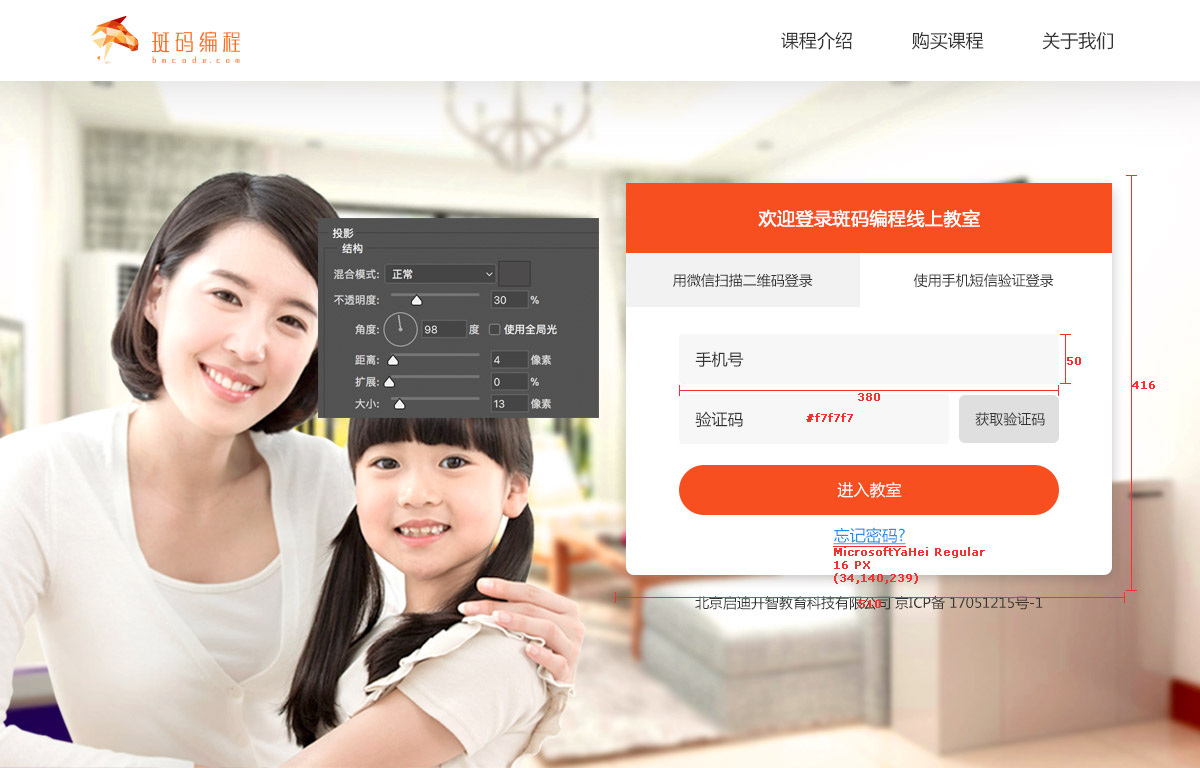 斑码编程
bmcode.com
课程介绍 购买课程 关于我们
欢迎登录斑码编程线上教室
用微信扫描二维码登录 使用手机短信验证登录
投影
结构
混合模式: 正常
不透明度: 30 %
角度: 98 度 使用全局光
距离: 4 像素
扩展: 0 %
大小: 13 像素
手机号
50
416
380
验证码 #f7f7f7 获取验证码
进入教室
忘记密码?
MicrosoftYaHei Regular
16 PX
(34,140,239)
北京启迪开智教育科技有限公司 京ICP备 17051215号-1
510